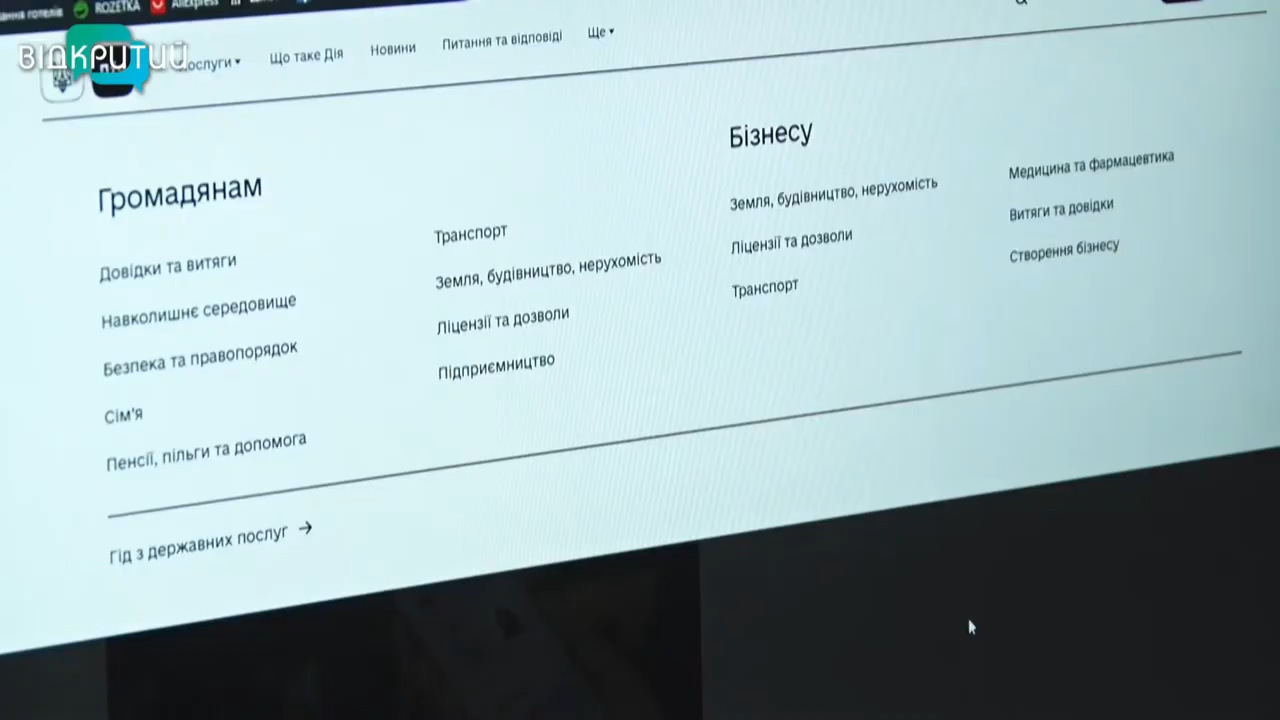 ROZETKA
AliExpress
ВІДКРИТИЙ
Що таке Дія
Новини
Питання та відповіді
Ще
Громадянам
Довідки та витяги
Навколишнє середовище
Безпека та правопорядок
Сім'я
Пенсії, пільги та допомога
Транспорт
Земля, будівництво, нерухомість
Ліцензії та дозволи
Підприємництво
Бізнесу
Земля, будівництво, нерухомість
Ліцензії та дозволи
Транспорт
Медицина та фармацевтика
Витяги та довідки
Створення бізнесу
Гід з державних послуг →